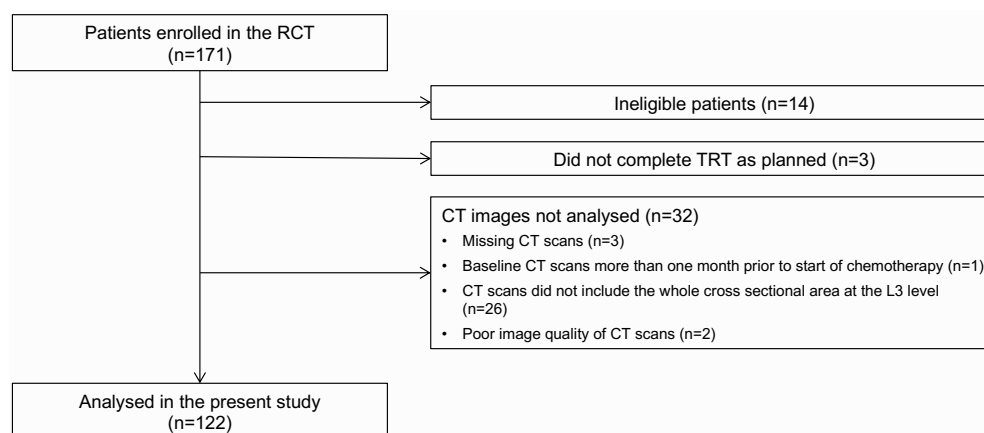 Patients enrolled in the RCT
(n=171)
Ineligible patients (n=14)
Did not complete TRT as planned (n=3)
CT images not analysed (n=32)
• Missing CT scans (n=3)
• Baseline CT scans more than one month prior to start of chemotherapy (n=1)
• CT scans did not include the whole cross sectional area at the L3 level
(n=26)
• Poor image quality of CT scans (n=2)
Analysed in the present study
(n=122)